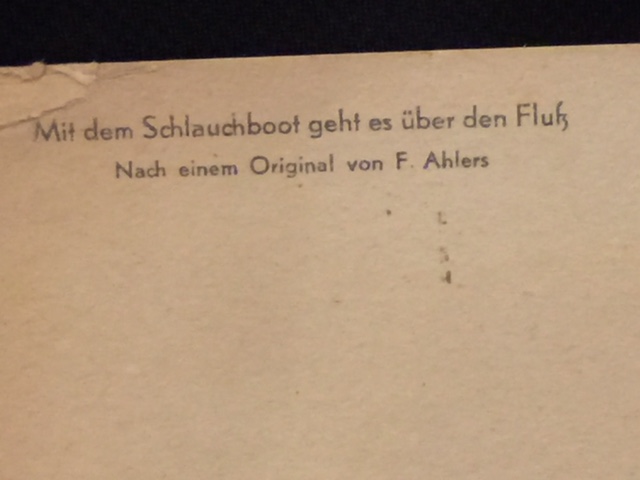 Mit dem Schlauchboot geht es über den Fluß
Nach einem Original von F. Ahlers